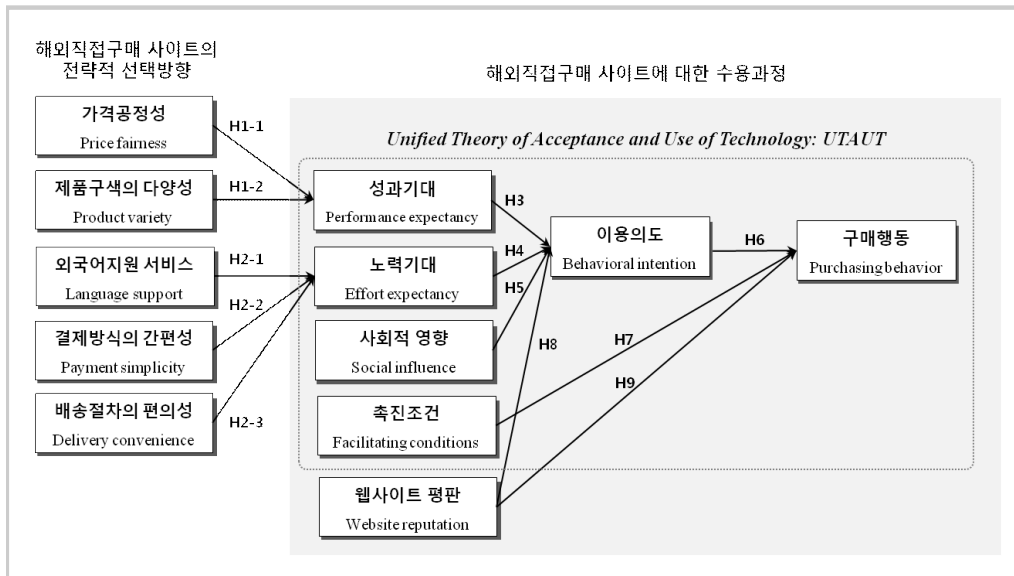 해외직접구매 사이트의
전략적 선택방향
해외직접구매 사이트에 대한 수용과정
가격공정성
Price fairness
제품구색의 다양성
Product variety
외국어지원 서비스
Language support
결제방식의 간편성
Payment simplicity
배송절차의 편의성
Delivery convenience
H1-1
H1-2
H2-1
H2-2
H2-3
Unified Theory of Acceptance and Use of Technology: UTAUT
성과기대
Performance expectancy
노력기대
Effort expectancy
사회적 영향
Social influence
촉진조건
Facilitating conditions
웹사이트 평판
Website reputation
H3
H4
H5
H8
이용의도
Behavioral intention
H6
H7
H9
구매행동
Purchasing behavior